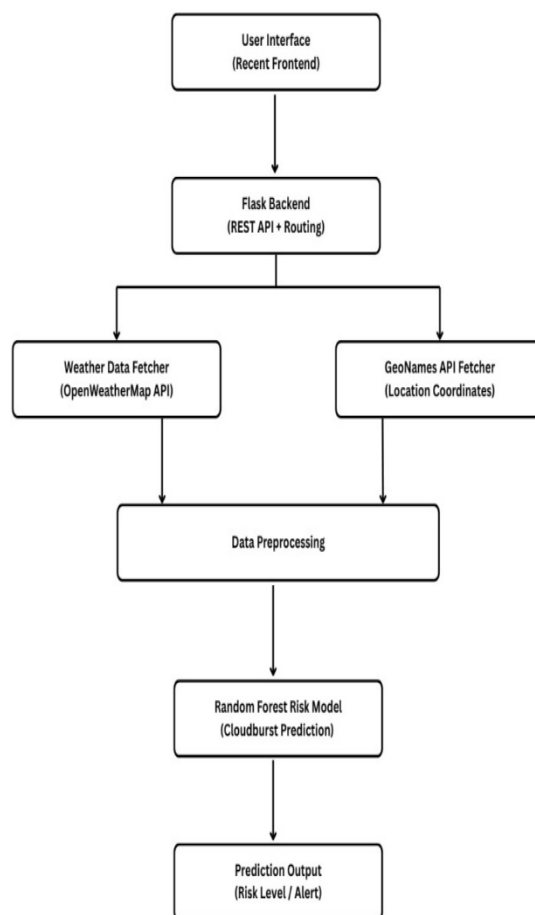 User Interface
(Recent Frontend)
Flask Backend
(REST API + Routing)
Weather Data Fetcher
(OpenWeatherMap API)
GeoNames API Fetcher
(Location Coordinates)
Data Preprocessing
Random Forest Risk Model
(Cloudburst Prediction)
Prediction Output
(Risk Level / Alert)